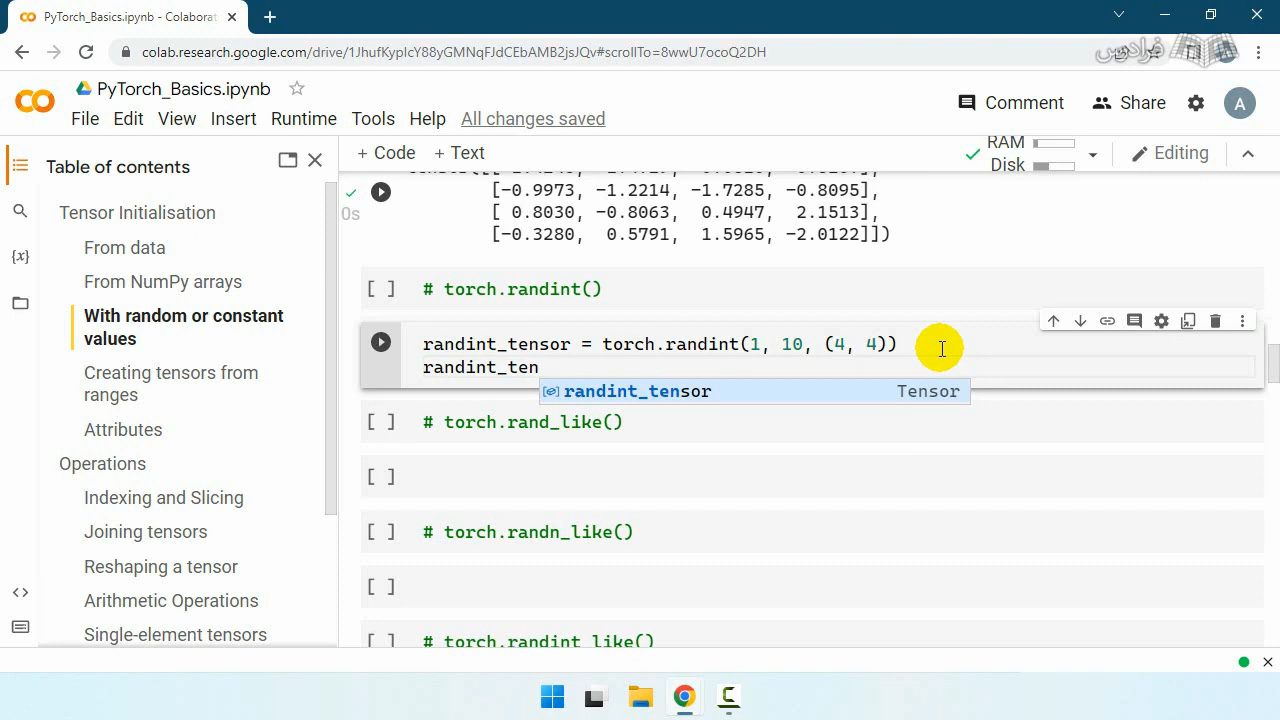 PyTorch_Basics.ipynb - Colaborat
colab.research.google.com/drive/1JhufKypIcY88yGMNqFJdCEbAMB2jsJQv#scrollTo=8wwU7ocoQ2DH
فرادرس
PyTorch_Basics.ipynb
File Edit View Insert Runtime Tools Help All changes saved
Comment Share A
+ Code + Text
RAM
Disk
Editing
Table of contents
Tensor Initialisation
From data
From NumPy arrays
With random or constant
values
Creating tensors from
ranges
Attributes
Operations
Indexing and Slicing
Joining tensors
Reshaping a tensor
Arithmetic Operations
Single-element tensors
0s
[-0.9973, -1.2214, -1.7285, -0.8095],
[ 0.8030, -0.8063, 0.4947, 2.1513],
[-0.3280, 0.5791, 1.5965, -2.0122]])
[ ] # torch.randint()
randint_tensor = torch.randint(1, 10, (4, 4))
randint_ten
randint_tensor Tensor
[ ] # torch.rand_like()
[ ]
[ ] # torch.randn_like()
[ ]
[ ] # torch.randint_like()